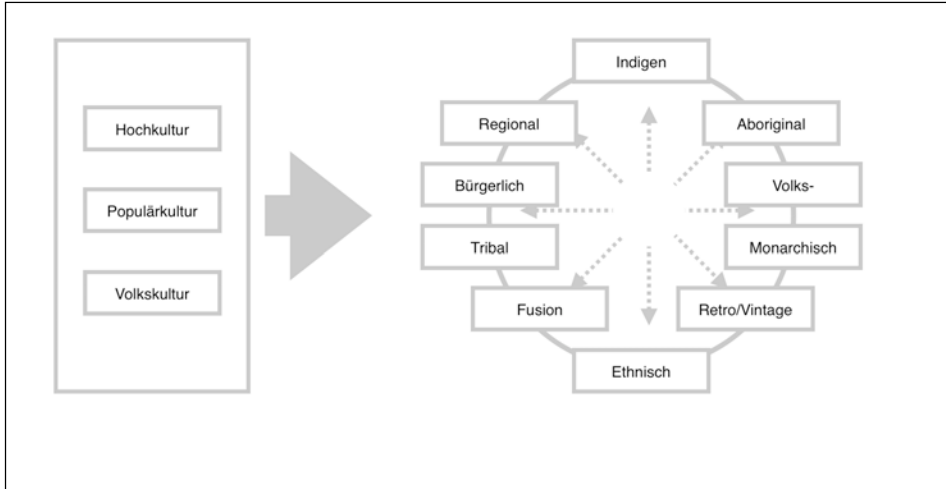 Hochkultur
Populärkultur
Volkskultur
Indigen
Regional
Aboriginal
Bürgerlich
Volks-
Tribal
Monarchisch
Fusion
Retro/Vintage
Ethnisch